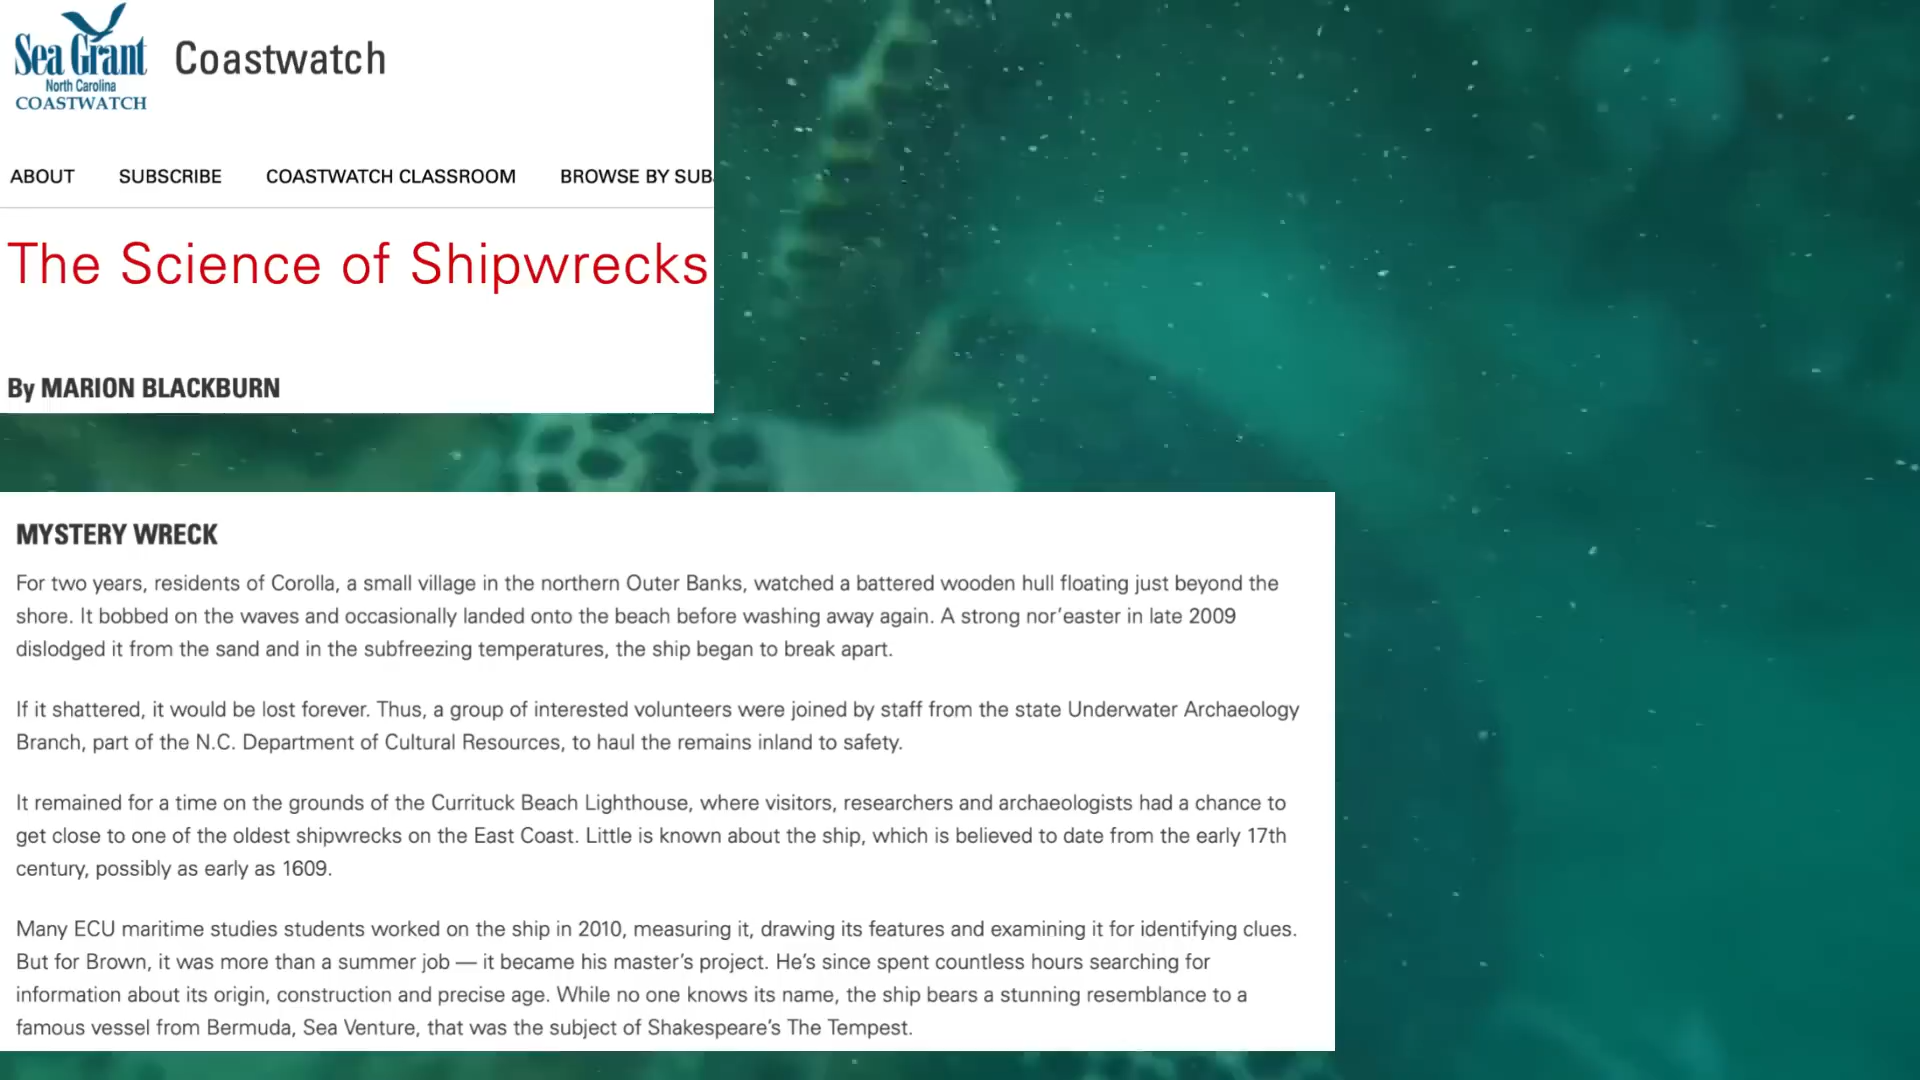 Sea Grant
North Carolina
COASTWATCH
Coastwatch
ABOUT SUBSCRIBE COASTWATCH CLASSROOM BROWSE BY SUB
The Science of Shipwrecks
By MARION BLACKBURN
MYSTERY WRECK
For two years, residents of Corolla, a small village in the northern Outer Banks, watched a battered wooden hull floating just beyond the
shore. It bobbed on the waves and occasionally landed onto the beach before washing away again. A strong nor’easter in late 2009
dislodged it from the sand and in the subfreezing temperatures, the ship began to break apart.
If it shattered, it would be lost forever. Thus, a group of interested volunteers were joined by staff from the state Underwater Archaeology
Branch, part of the N.C. Department of Cultural Resources, to haul the remains inland to safety.
It remained for a time on the grounds of the Currituck Beach Lighthouse, where visitors, researchers and archaeologists had a chance to
get close to one of the oldest shipwrecks on the East Coast. Little is known about the ship, which is believed to date from the early 17th
century, possibly as early as 1609.
Many ECU maritime studies students worked on the ship in 2010, measuring it, drawing its features and examining it for identifying clues.
But for Brown, it was more than a summer job — it became his master’s project. He’s since spent countless hours searching for
information about its origin, construction and precise age. While no one knows its name, the ship bears a stunning resemblance to a
famous vessel from Bermuda, Sea Venture, that was the subject of Shakespeare’s The Tempest.